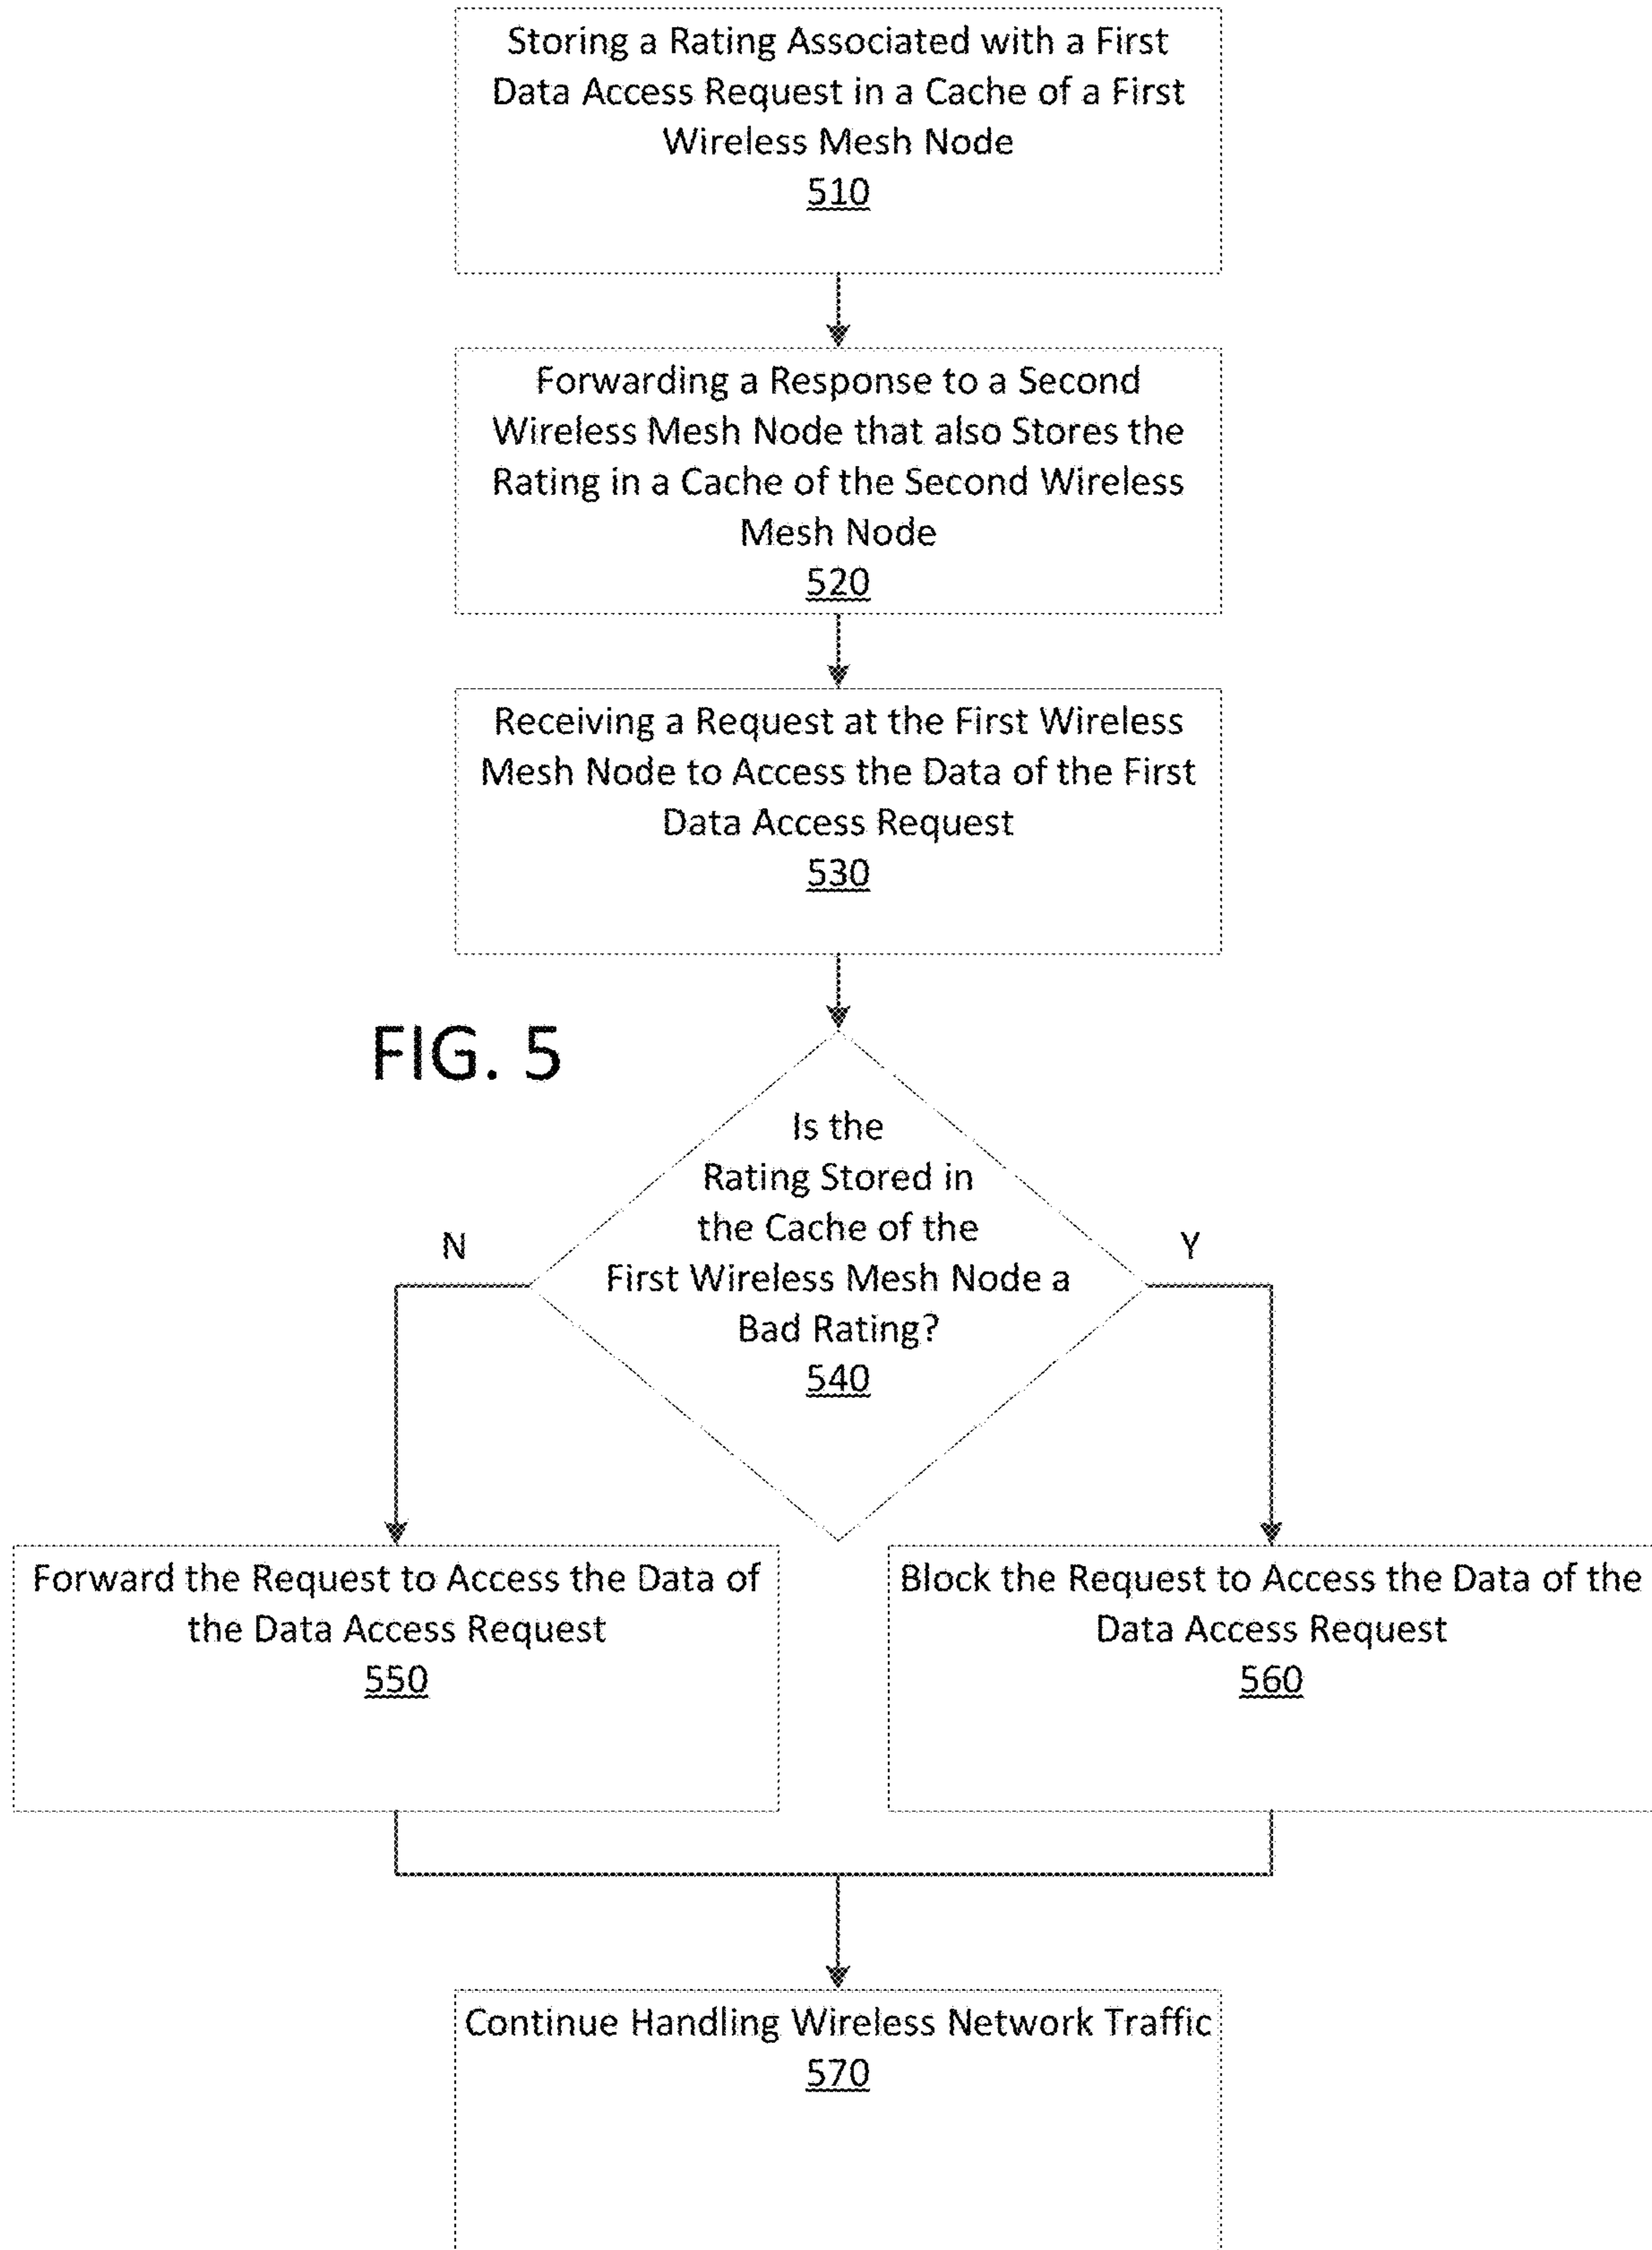 Storing a Rating Associated with a First
Data Access Request in a Cache of a First
Wireless Mesh Node
510
Forwarding a Response to a Second
Wireless Mesh Node that also Stores the
Rating in a Cache of the Second Wireless
Mesh Node
520
Receiving a Request at the First Wireless
Mesh Node to Access the Data of the First
Data Access Request
530
FIG. 5
Is the
Rating Stored in
the Cache of the
First Wireless Mesh Node a
Bad Rating?
540
N
Y
Forward the Request to Access the Data of
the Data Access Request
550
Block the Request to Access the Data of the
Data Access Request
560
Continue Handling Wireless Network Traffic
570